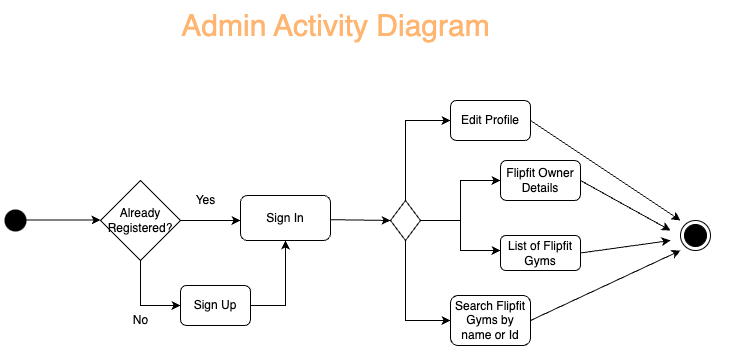 Admin Activity Diagram
Already
Registered?
Yes
No
Sign In
Sign Up
Edit Profile
Flipfit Owner
Details
List of Flipfit
Gyms
Search Flipfit
Gyms by
name or Id